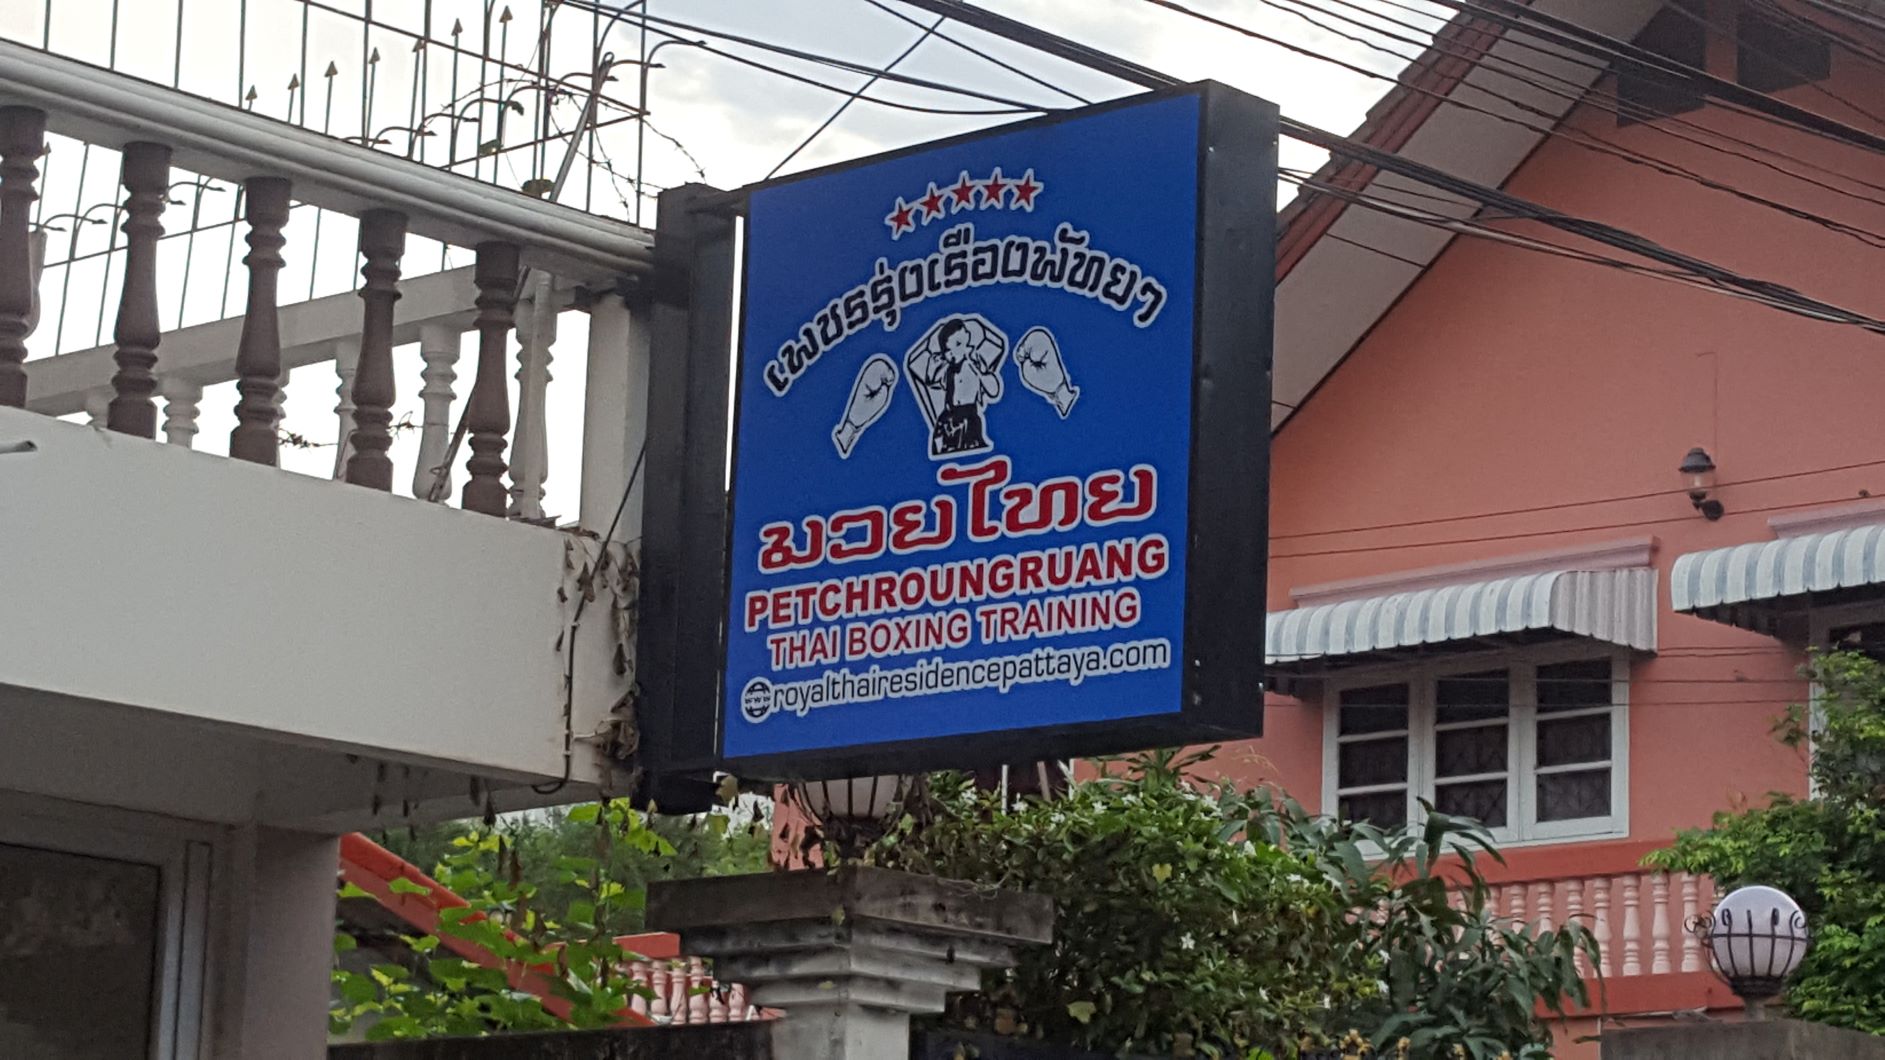 เพชรรุ่งเรืองพัทยา
มวยไทย
PETCHROUNGRUANG
THAI BOXING TRAINING
www royalthairesidencepattaya.com